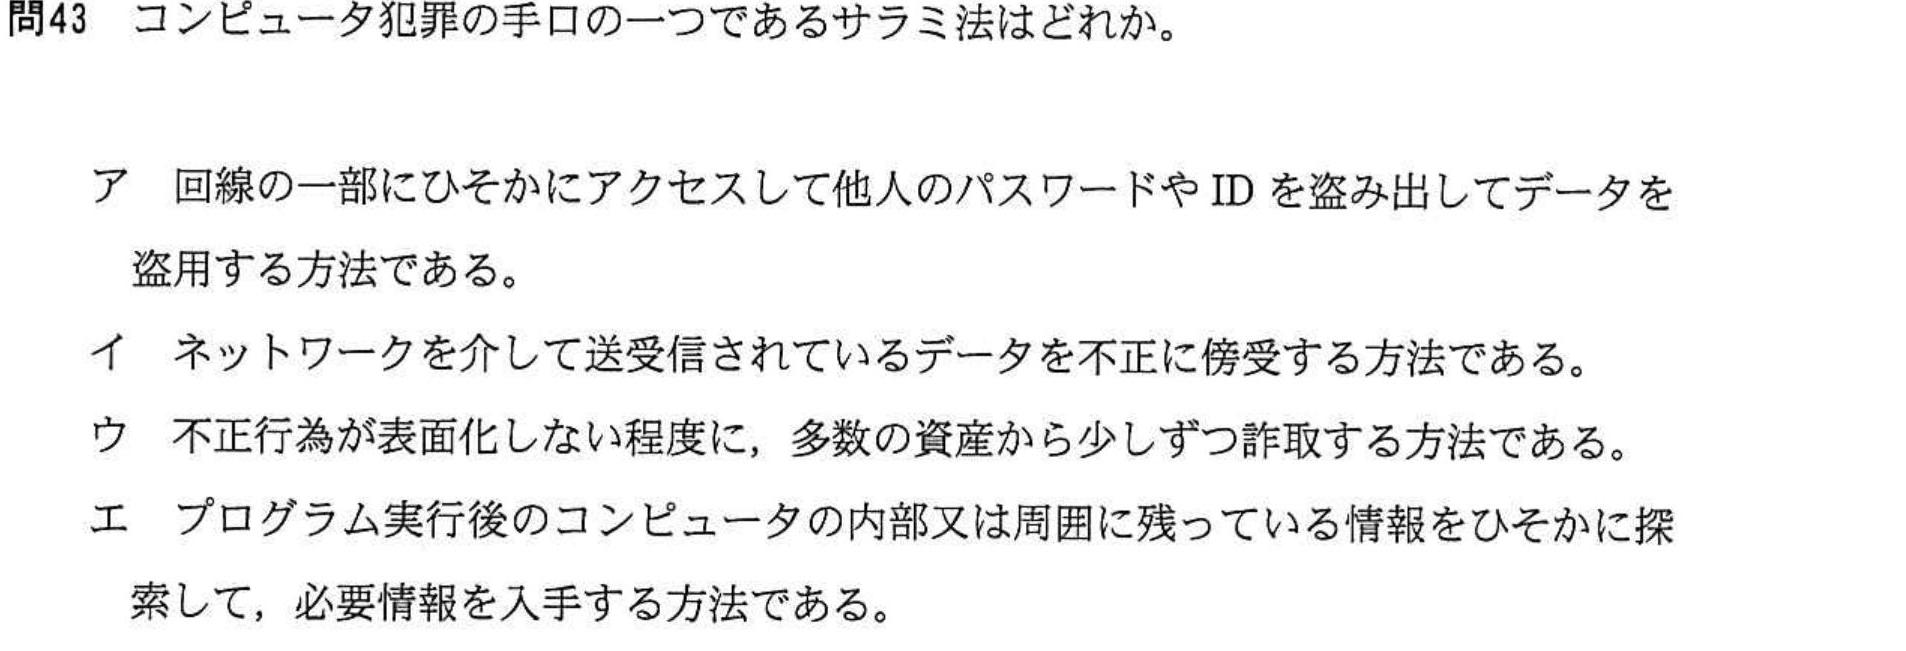 問43 コンピュータ犯罪の手口の一つであるサラミ法はどれか。
ア 回線の一部にひそかにアクセスして他人のパスワードや ID を盗み出してデータを
盗用する方法である。
イ ネットワークを介して送受信されているデータを不正に傍受する方法である。
ウ 不正行為が表面化しない程度に，多数の資産から少しずつ詐取する方法である。
エ プログラム実行後のコンピュータの内部又は周囲に残っている情報をひそかに探
索して，必要情報を入手する方法である。